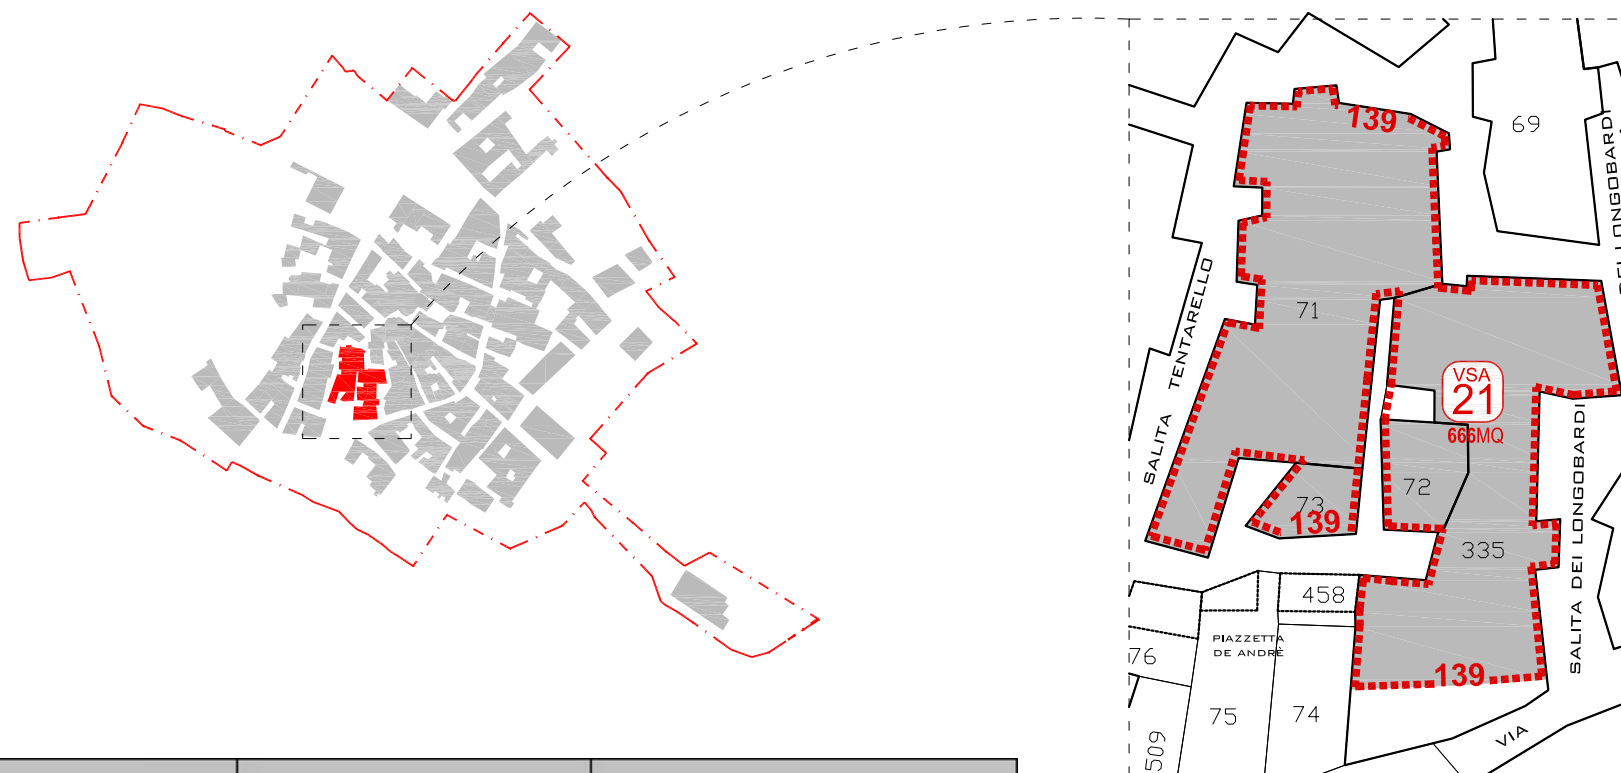 139
69
DEI LONGOBARDI
71
SALITA TENTARELLO
VSA
21
666MQ
72
73
139
335
SALITA DEI LONGOBARDI
458
PIAZZETTA
DE ANDRÈ
76
139
75
74
VIA
509